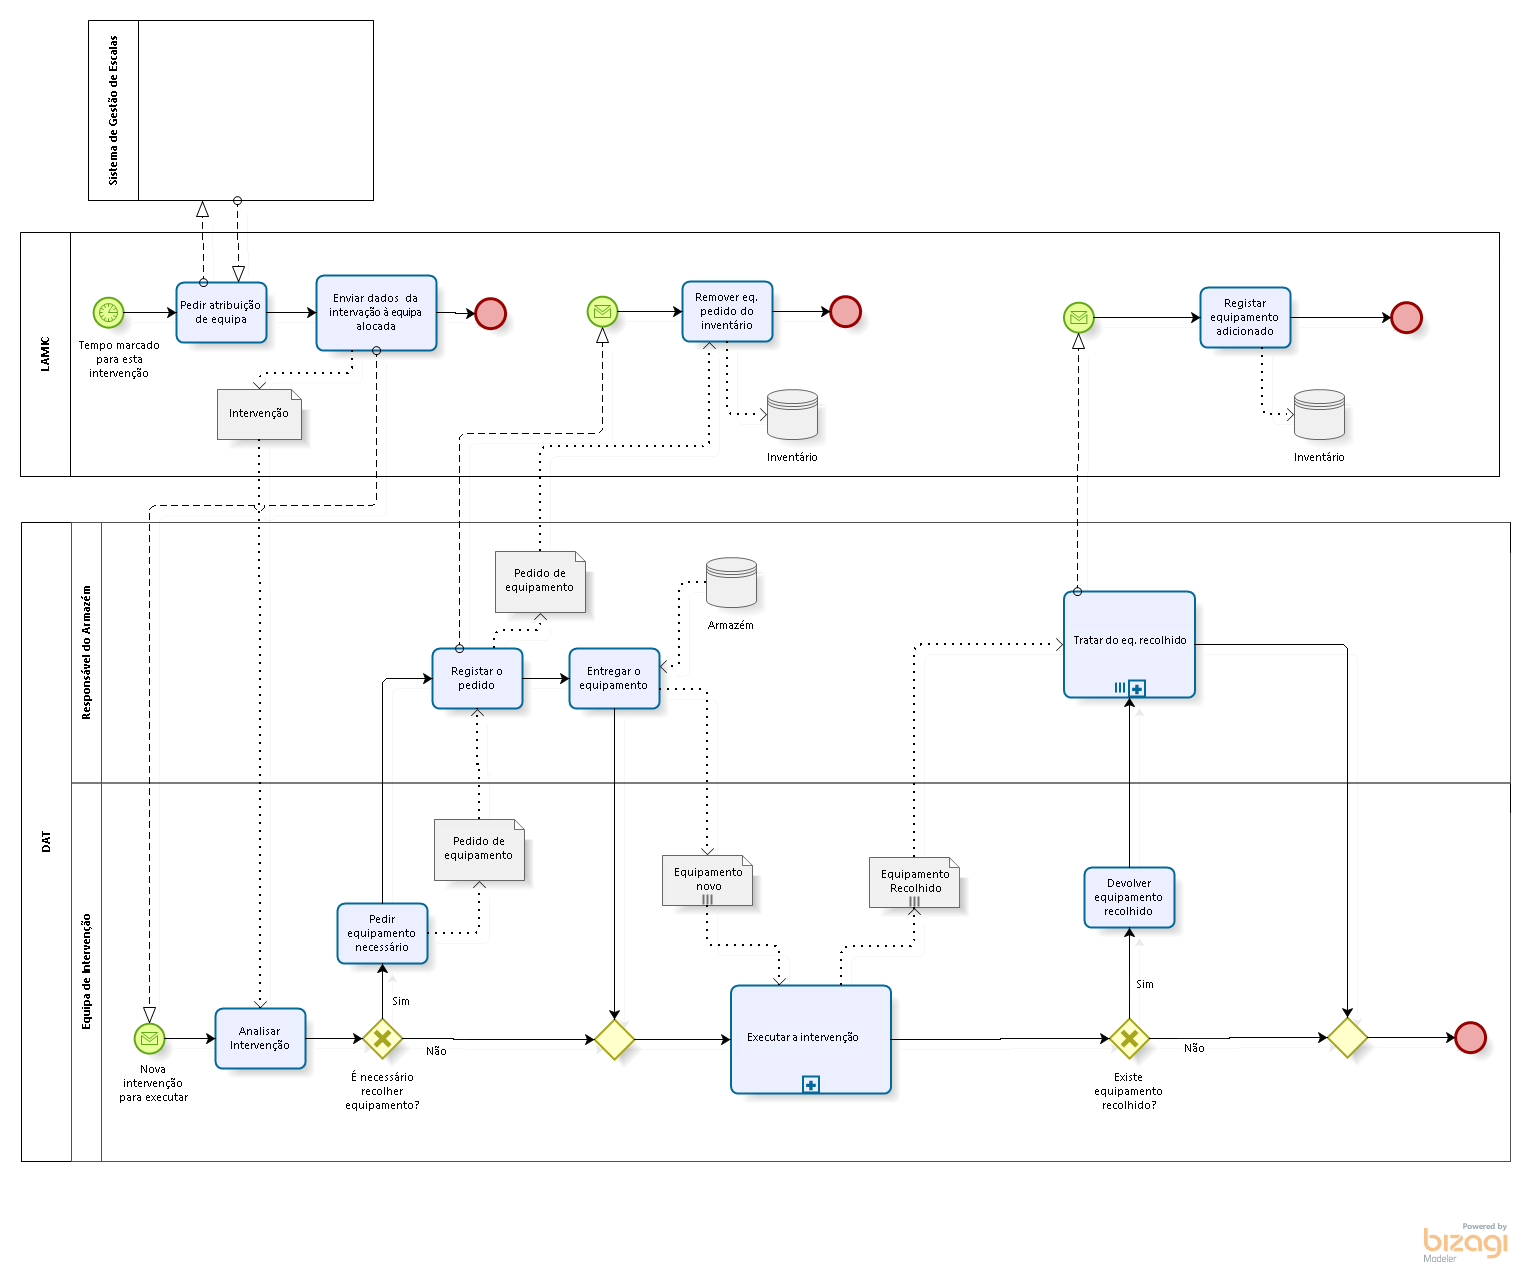 Sistema de Gestão de Escalas
LAMIC
Tempo marcado
para esta
intervenção
Pedir atribuição
de equipa
Enviar dados da
intervação à equipa
alocada
Intervenção
Remover eq.
pedido do
inventário
Inventário
Registar
equipamento
adicionado
Inventário
DAT
Responsável do Armazém
Pedido de
equipamento
Armazém
Registar o
pedido
Entregar o
equipamento
Tratar do eq. recolhido
Equipa de Intervenção
Pedido de
equipamento
Equipamento
novo
Equipamento
Recolhido
Devolver
equipamento
recolhido
Pedir
equipamento
necessário
Sim
Sim
Nova
intervenção
para executar
Analisar
Intervenção
Não
É necessário
recolher
equipamento?
Executar a intervenção
Não
Existe
equipamento
recolhido?
Powered by
bizagi
Modeler